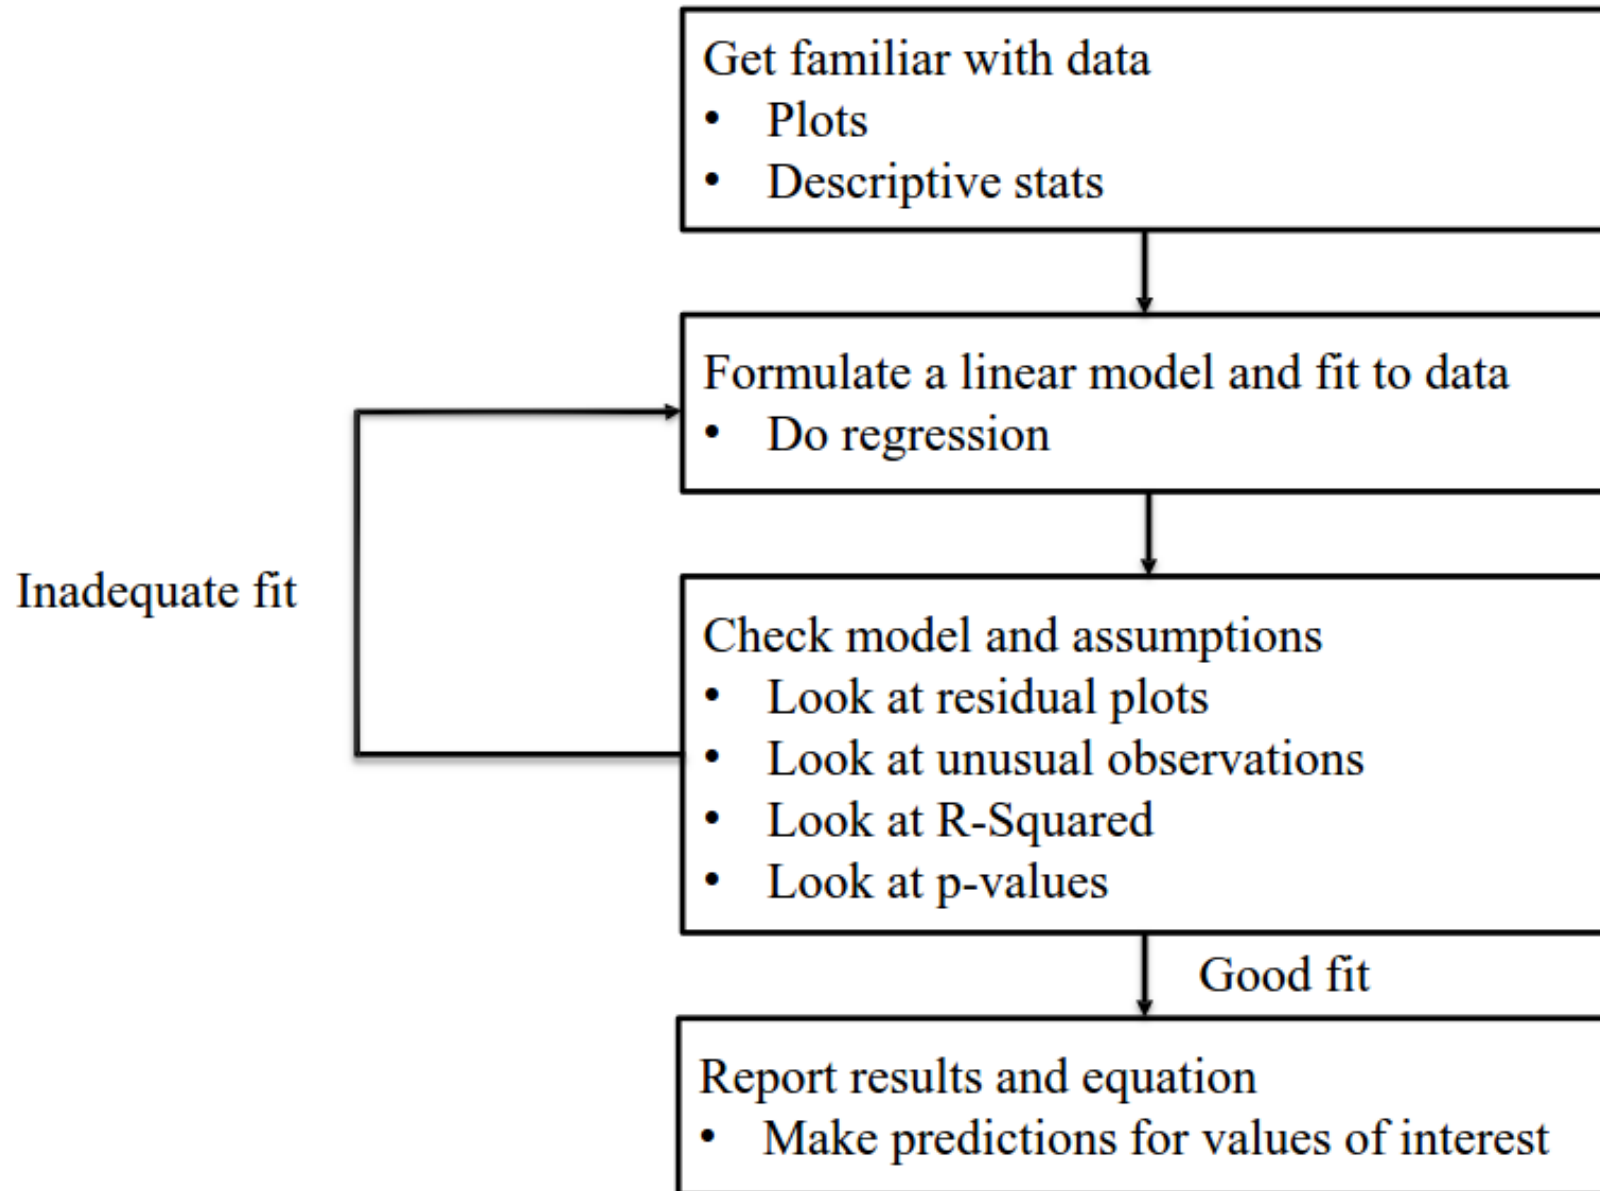 Get familiar with data
• Plots
• Descriptive stats
Formulate a linear model and fit to data
• Do regression
Inadequate fit
Check model and assumptions
• Look at residual plots
• Look at unusual observations
• Look at R-Squared
• Look at p-values
Good fit
Report results and equation
• Make predictions for values of interest